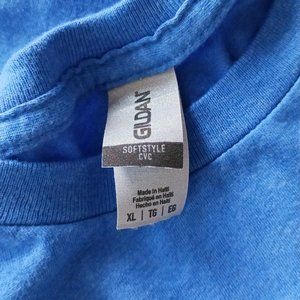 GILDAN
SOFTSTYLE
CVC
Made in Haiti
Fabriqué en Haïti
Hecho en Haití
XL | TG | EG